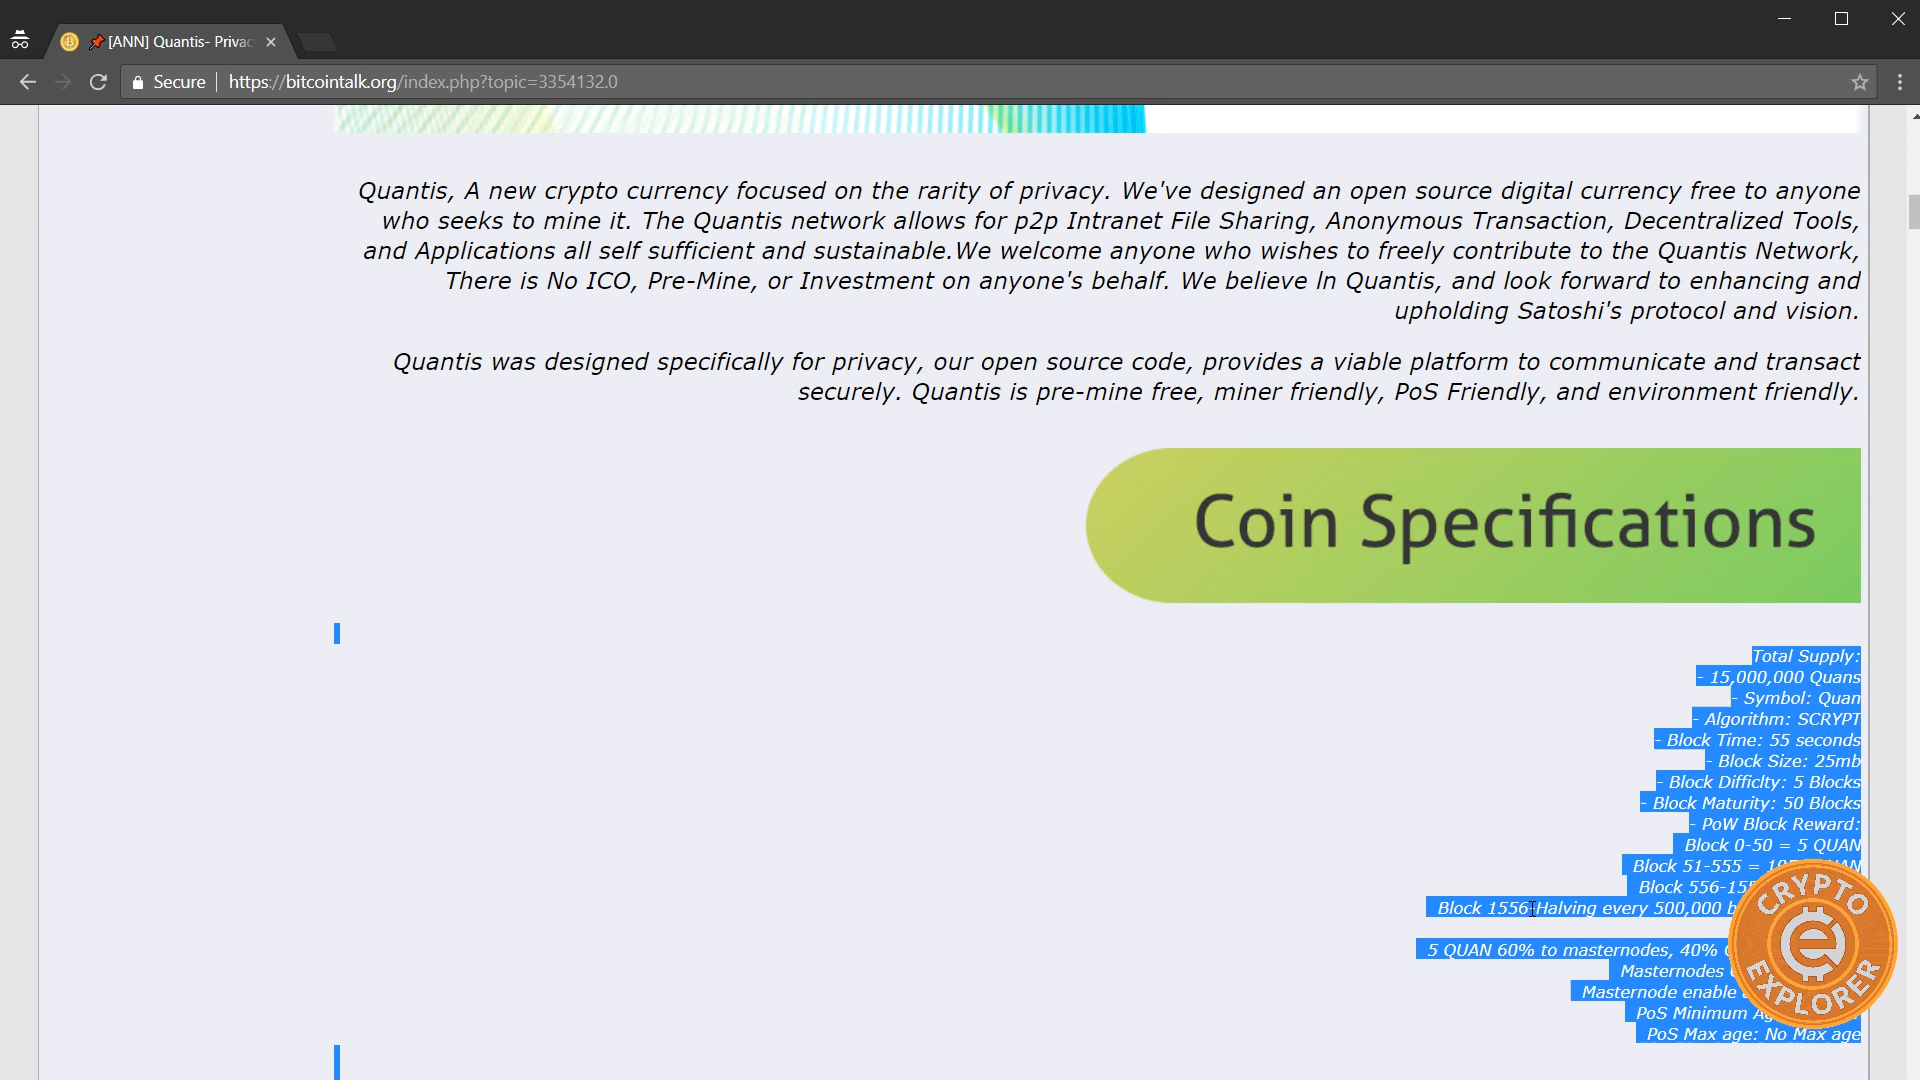 [ANN] Quantis- Privac
Secure https://bitcointalk.org/index.php?topic=3354132.0
Quantis, A new crypto currency focused on the rarity of privacy. We've designed an open source digital currency free to anyone
who seeks to mine it. The Quantis network allows for p2p Intranet File Sharing, Anonymous Transaction, Decentralized Tools,
and Applications all self sufficient and sustainable.We welcome anyone who wishes to freely contribute to the Quantis Network,
There is No ICO, Pre-Mine, or Investment on anyone's behalf. We believe ln Quantis, and look forward to enhancing and
upholding Satoshi's protocol and vision.
Quantis was designed specifically for privacy, our open source code, provides a viable platform to communicate and transact
securely. Quantis is pre-mine free, miner friendly, PoS Friendly, and environment friendly.
Coin Specifications
Total Supply:
- 15,000,000 Quans
- Symbol: Quan
- Algorithm: SCRYPT
- Block Time: 55 seconds
- Block Size: 25mb
- Block Difficlty: 5 Blocks
- Block Maturity: 50 Blocks
- PoW Block Reward:
Block 0-50 = 5 QUAN
Block 51-555 =
Block 556-
Block 1556 Halving every 500,000
5 QUAN 60% to masternodes, 40%
Masternodes
Masternode enable
PoS Minimum
PoS Max age: No Max age
CRYPTO
EXPLORER